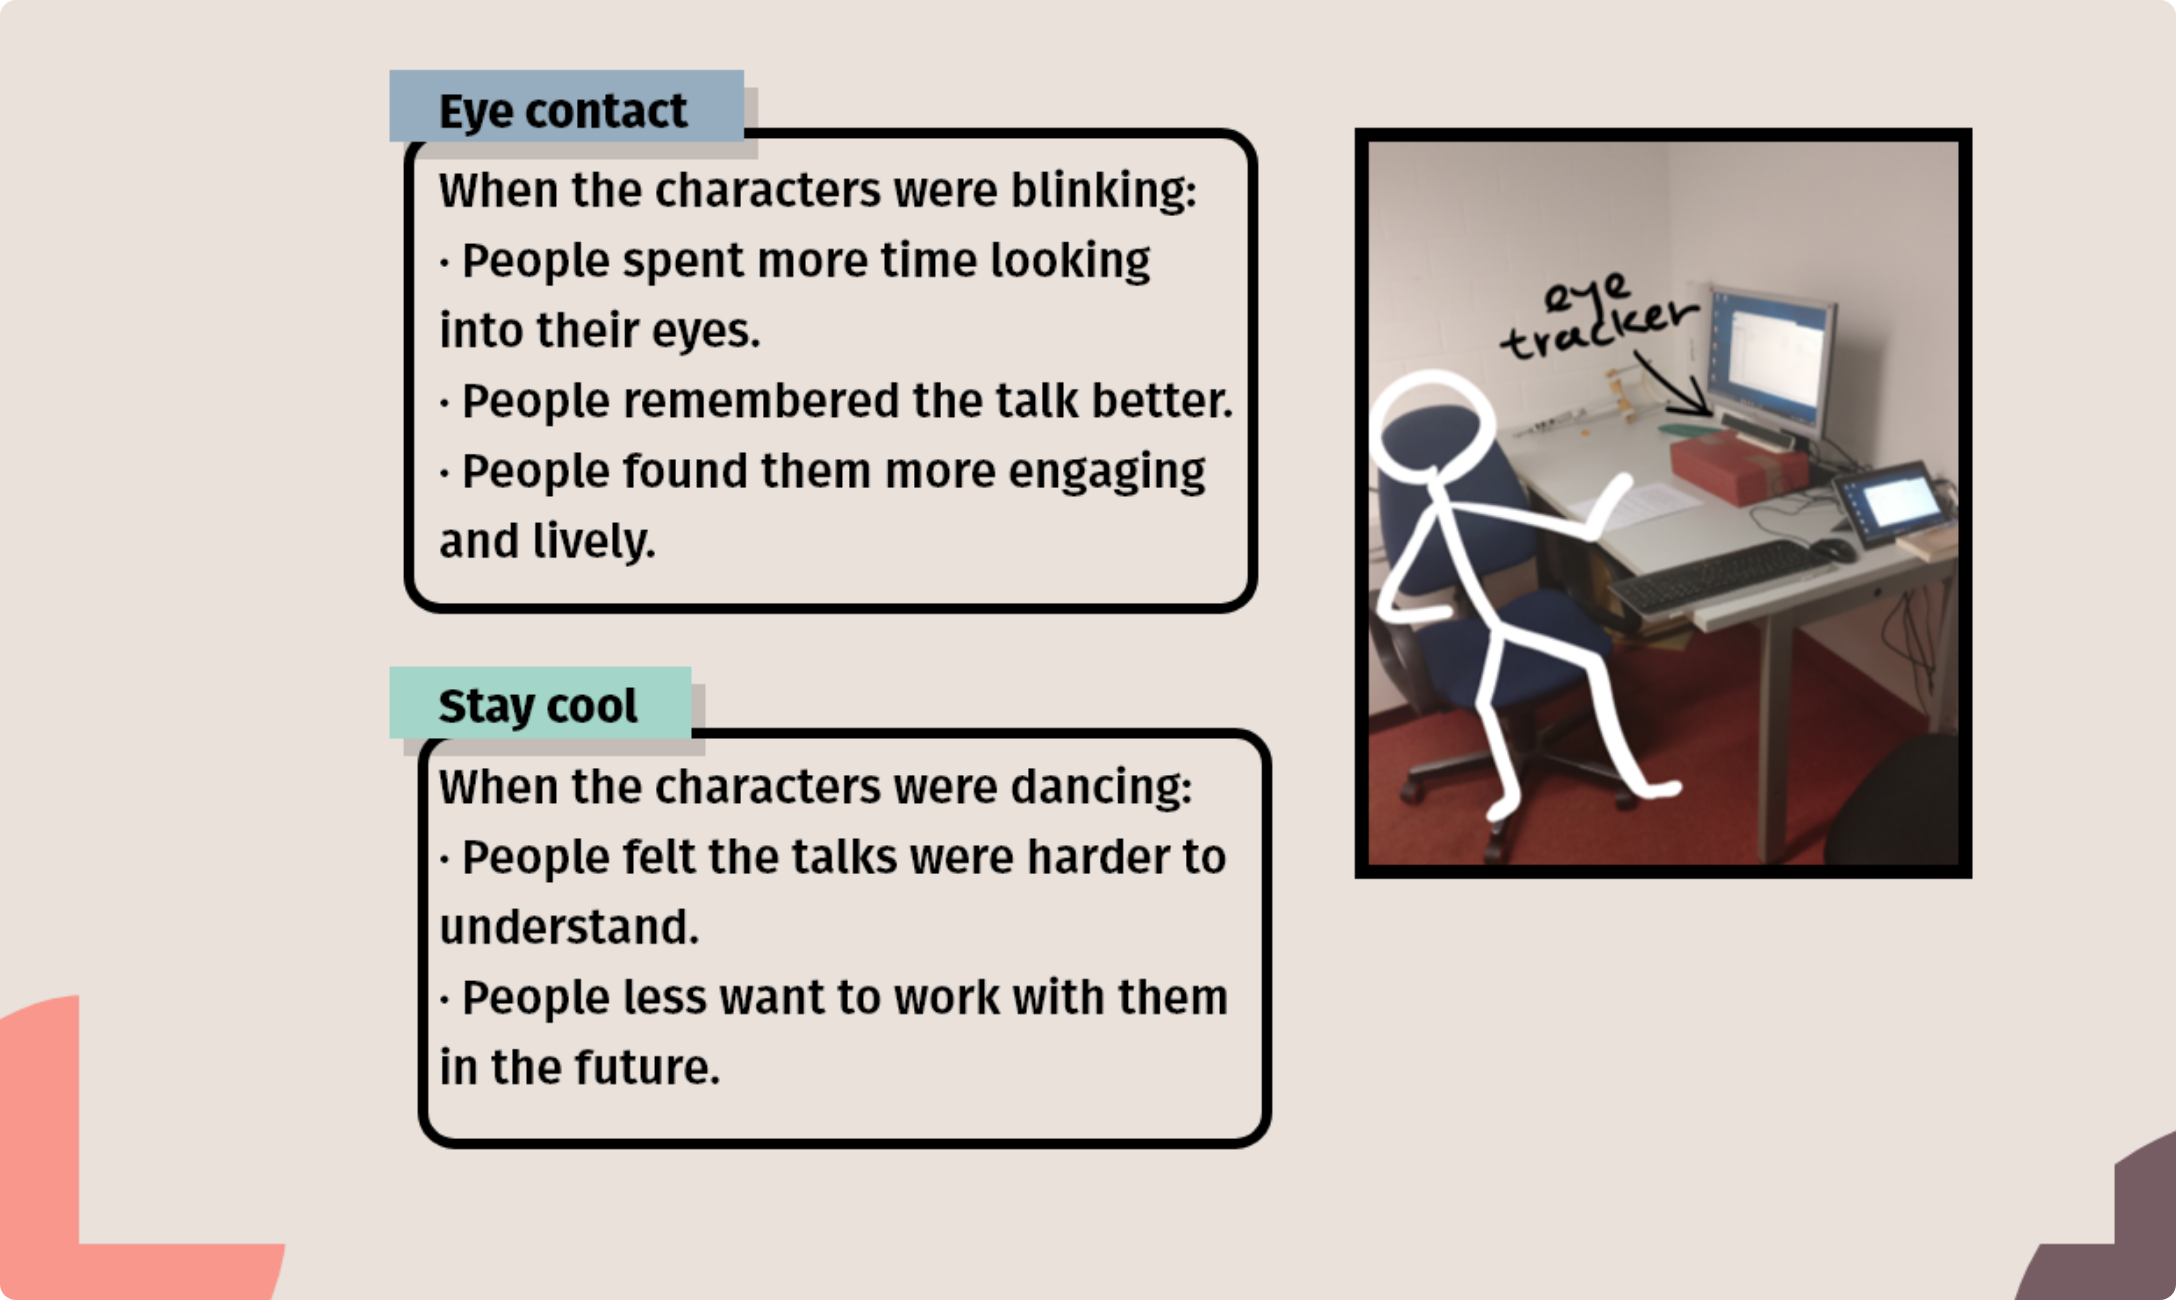 Eye contact
When the characters were blinking:
· People spent more time looking
into their eyes.
· People remembered the talk better.
· People found them more engaging
and lively.
Stay cool
When the characters were dancing:
· People felt the talks were harder to
understand.
· People less want to work with them
in the future.
eye
tracker